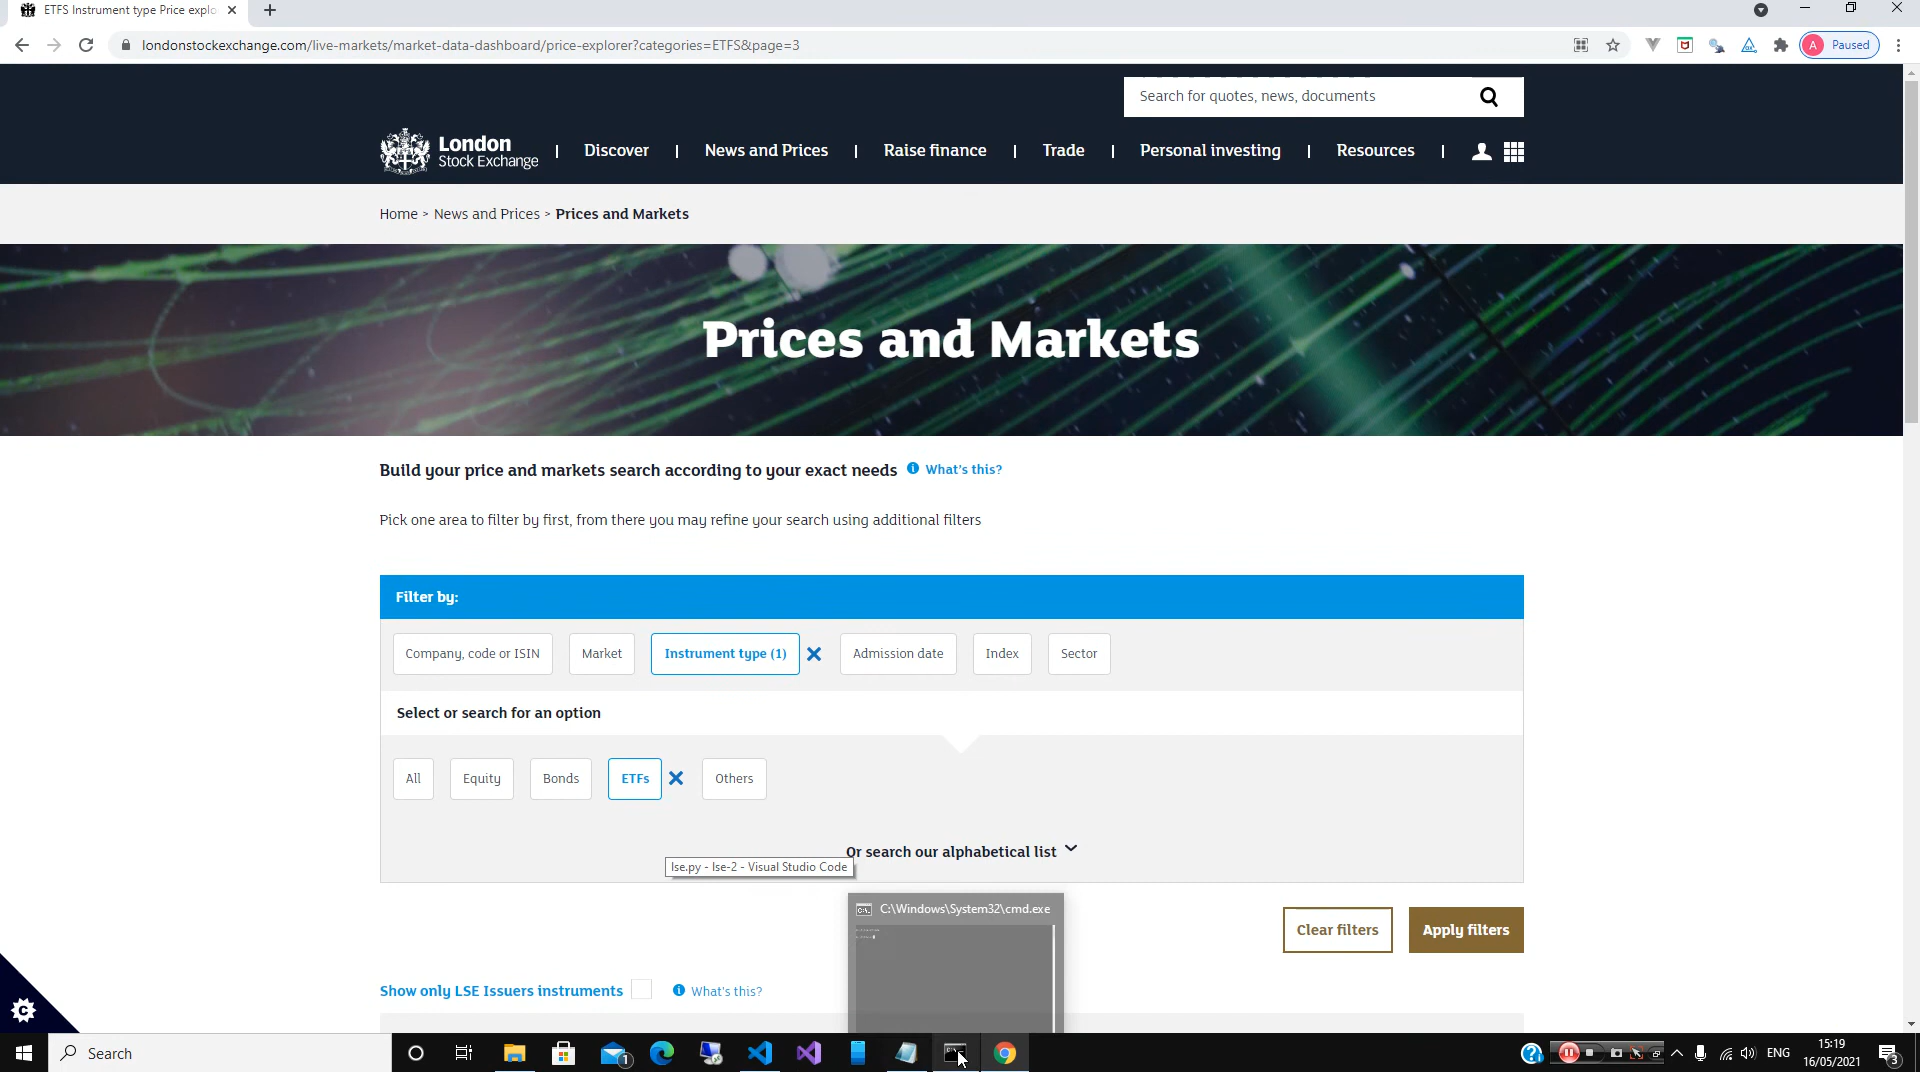 ETFS Instrument type Price explo
londonstockexchange.com/live-markets/market-data-dashboard/price-explorer?categories=ETFS&page=3
A Paused
Search for quotes, news, documents
London
Stock Exchange
Discover
News and Prices
Raise finance
Trade
Personal investing
Resources
Home > News and Prices > Prices and Markets
Prices and Markets
Build your price and markets search according to your exact needs
What's this?
Pick one area to filter by first, from there you may refine your search using additional filters
Filter by:
Company, code or ISIN
Market
Instrument type (1)
Admission date
Index
Sector
Select or search for an option
All
Equity
Bonds
ETFs
Others
Or search our alphabetical list
lse.py - lse-2 - Visual Studio Code
C:\Windows\System32\cmd.exe
Clear filters
Apply filters
Show only LSE Issuers instruments
What's this?
Search
1
ENG
15:19
16/05/2021
3